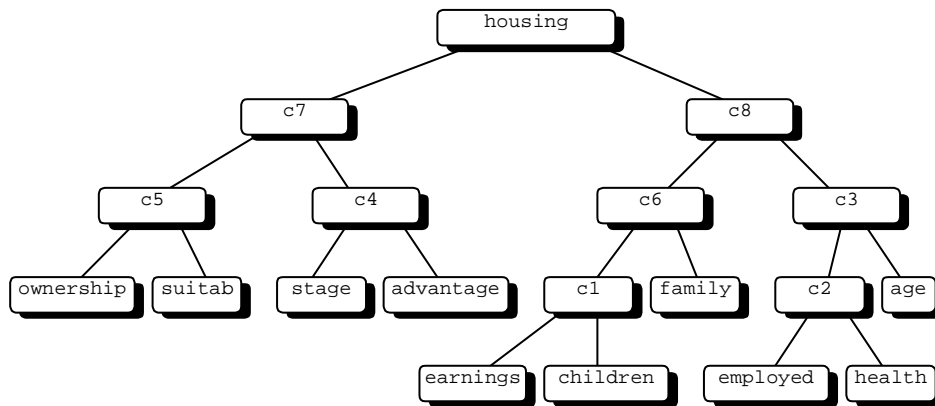 housing
c7
c8
c5
c4
c6
c3
ownership
suitab
stage
advantage
c1
family
c2
age
earnings
children
employed
health